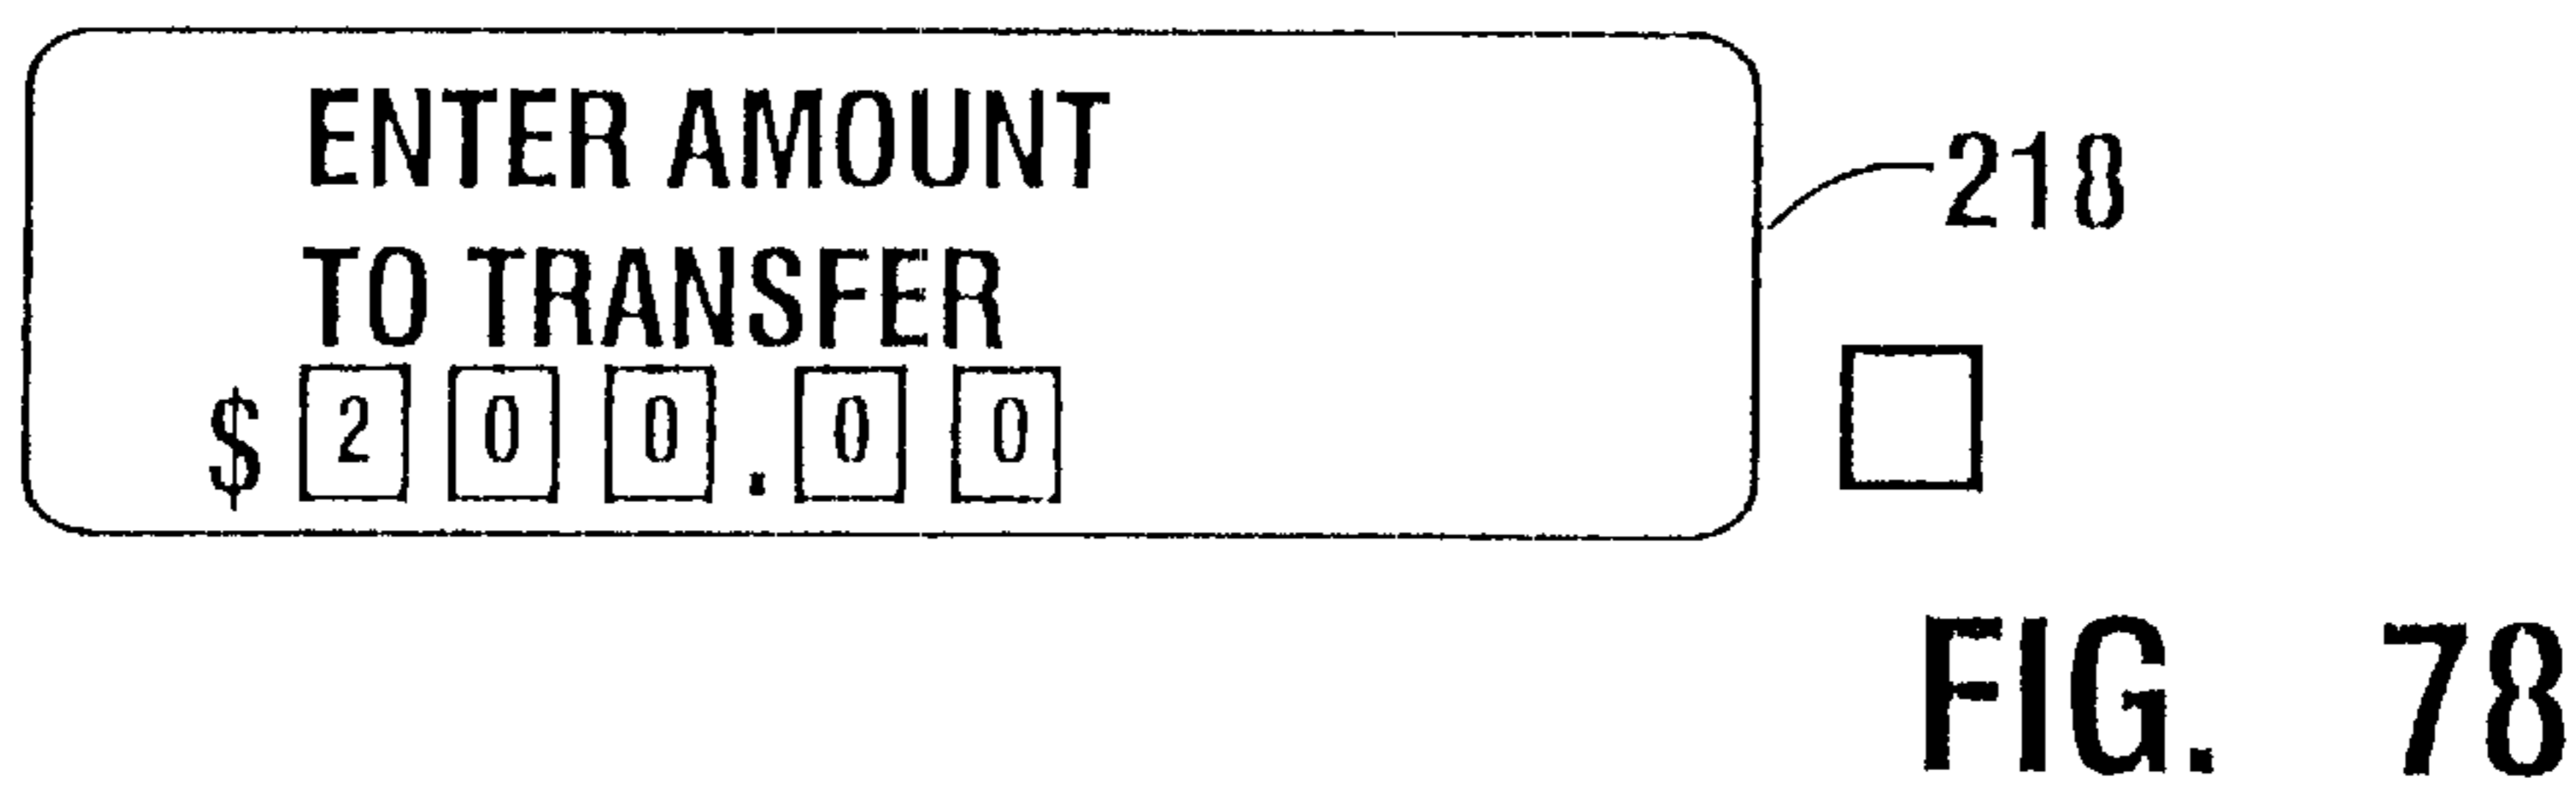 ENTER AMOUNT
TO TRANSFER
$ 2 0 0 . 0 0
218
FIG. 78